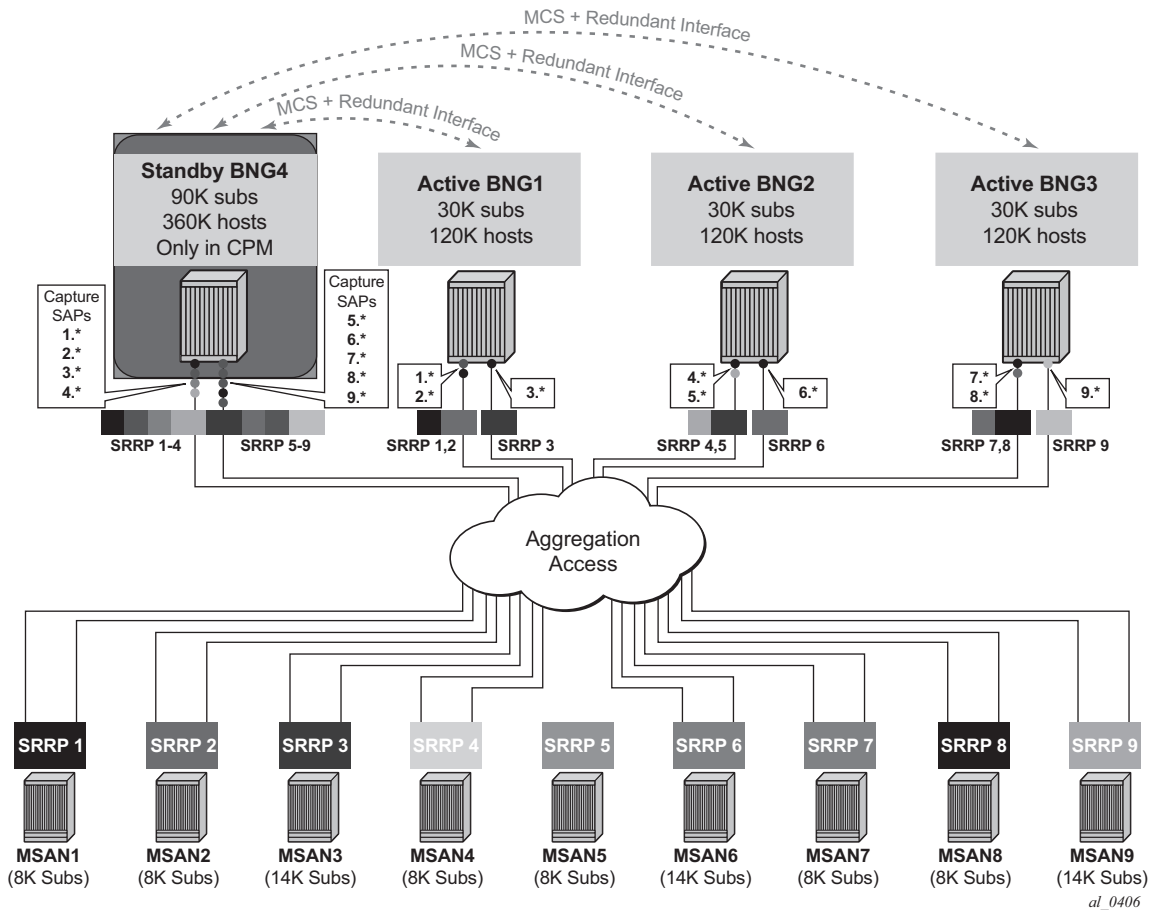 MCS + Redundant Interface
MCS + Redundant Interface
MCS + Redundant Interface
Standby BNG4
90K subs
360K hosts
Only in CPM
Active BNG1
30K subs
120K hosts
Active BNG2
30K subs
120K hosts
Active BNG3
30K subs
120K hosts
Capture
SAPs
1.*
2.*
3.*
4.*
Capture
SAPs
5.*
6.*
7.*
8.*
9.*
1.*
2.*
3.*
4.*
5.*
6.*
7.*
8.*
9.*
SRRP 1-4
SRRP 5-9
SRRP 1,2
SRRP 3
SRRP 4,5
SRRP 6
SRRP 7,8
SRRP 9
Aggregation
Access
SRRP 1
SRRP 2
SRRP 3
SRRP 4
SRRP 5
SRRP 6
SRRP 7
SRRP 8
SRRP 9
MSAN1
(8K Subs)
MSAN2
(8K Subs)
MSAN3
(14K Subs)
MSAN4
(8K Subs)
MSAN5
(8K Subs)
MSAN6
(14K Subs)
MSAN7
(8K Subs)
MSAN8
(8K Subs)
MSAN9
(14K Subs)
al_0406